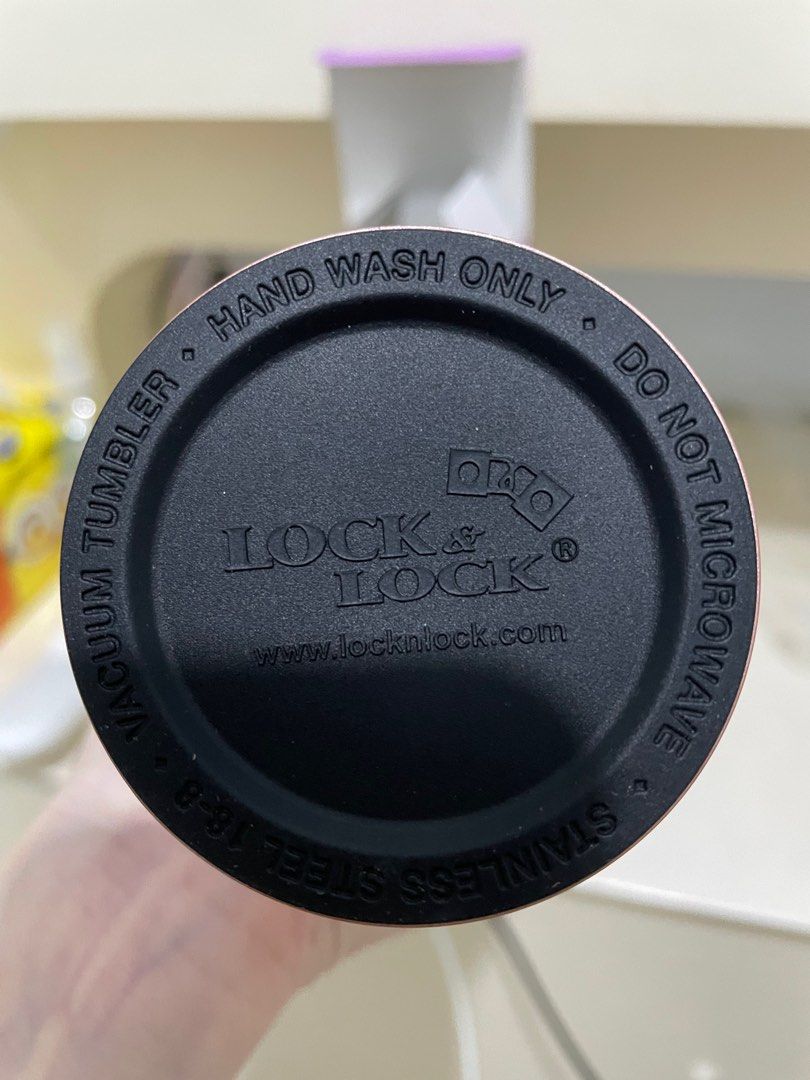 VACUUM TUMBLER • HAND WASH ONLY • DO NOT MICROWAVE • STAINLESS STEEL 18-8 •
LOCK &
LOCK®
www.locknlock.com